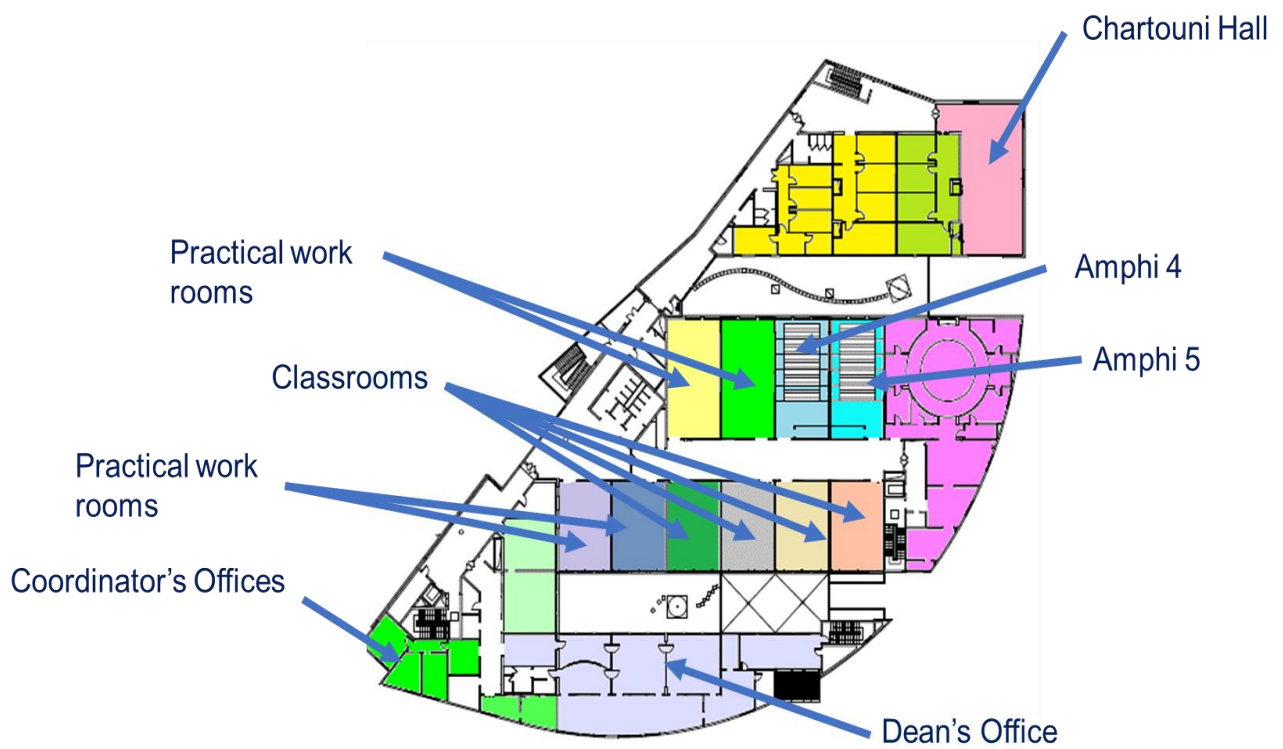 Chartouni Hall
Practical work
rooms
Amphi 4
Amphi 5
Classrooms
Practical work
rooms
Coordinator’s Offices
Dean’s Office